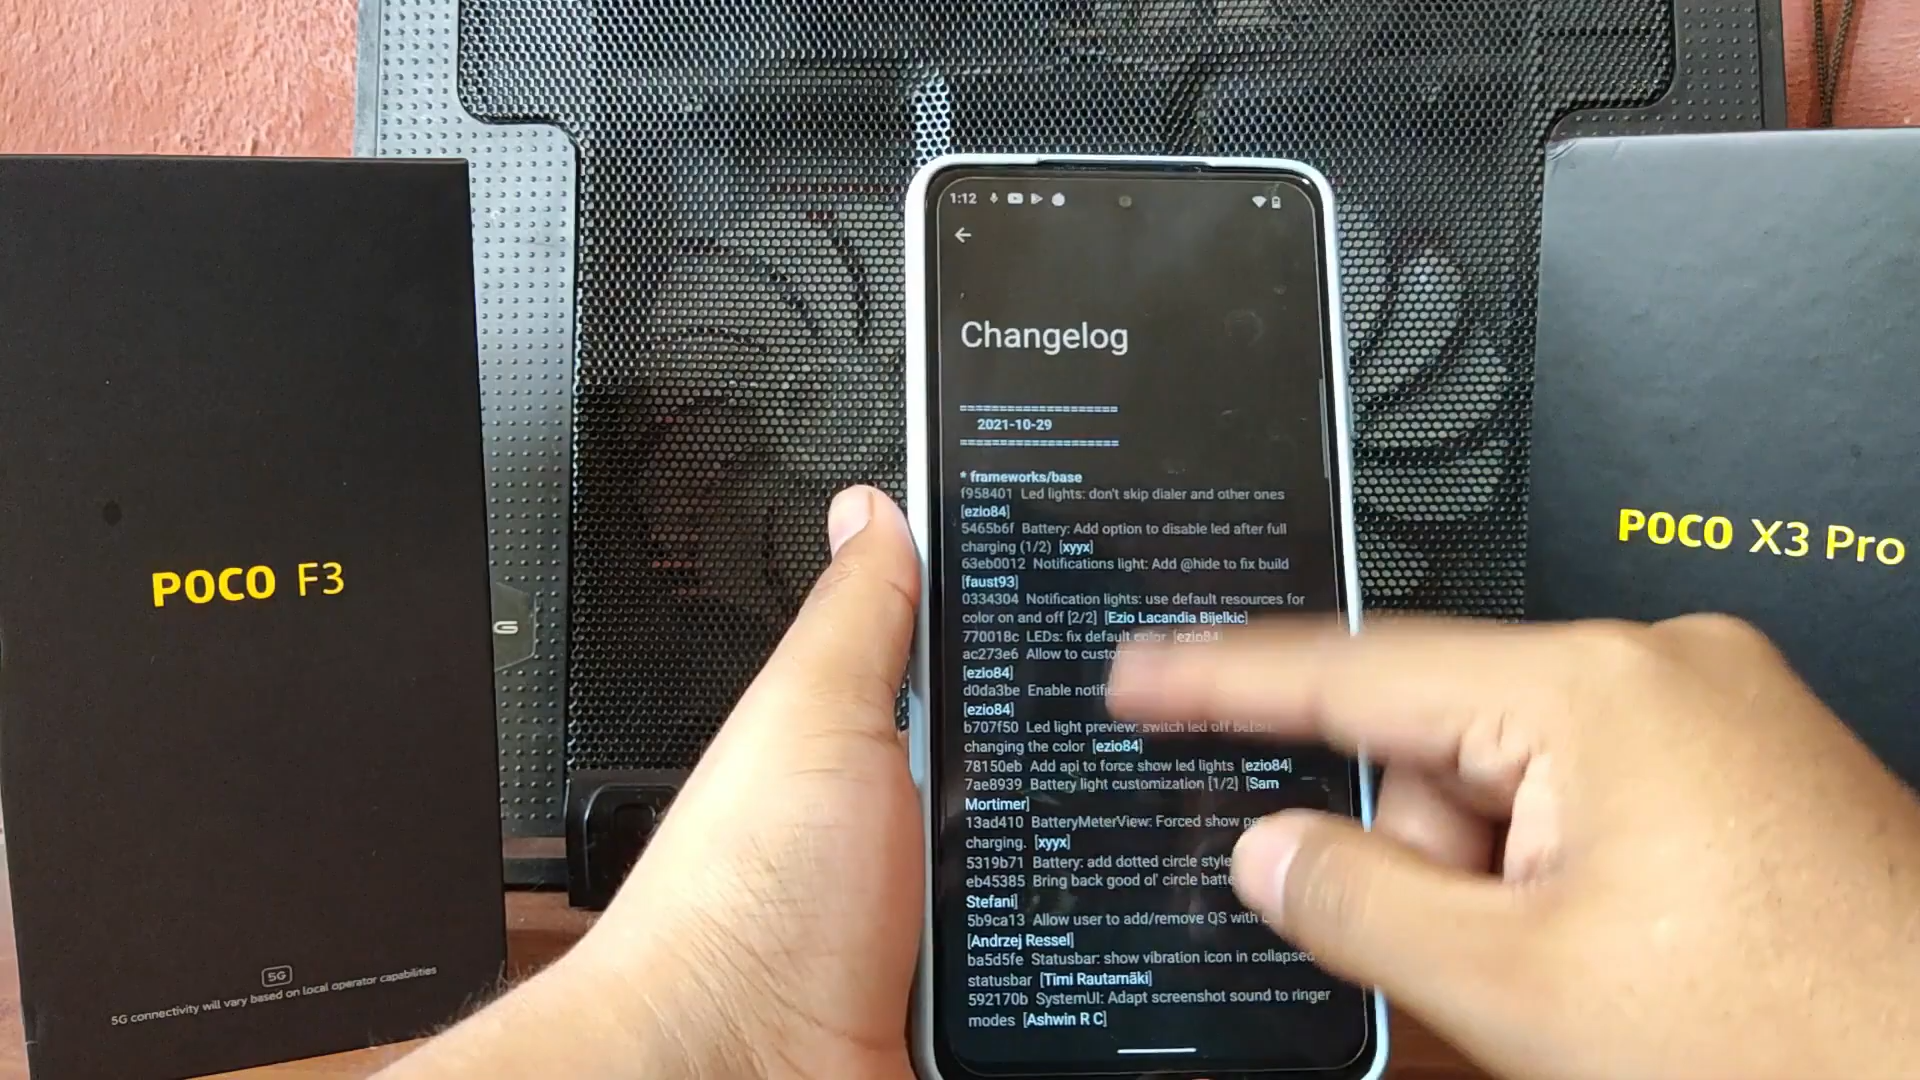 POCO F3
5G
5G connectivity will vary based on local operator capabilities
G
1:12
Changelog
====================
2021-10-29
====================
* frameworks/base
f958401 Led lights: don't skip dialer and other ones
[ezio84]
5465b6f Battery: Add option to disable led after full
charging (1/2) [xyyx]
63eb0012 Notifications light: Add @hide to fix build
[faust93]
0334304 Notification lights: use default resources for
color on and off [2/2] [Ezio Lacandia Bijelkic]
770018c LEDs: fix default color [ezio84]
ac273e6 Allow to
[ezio84]
d0da3be Enable
[ezio84]
b707f50 Led light preview: switch led off before
changing the color [ezio84]
78150eb Add api to force show led lights [ezio84]
7ae8939 Battery light customization [1/2] [Sam
Mortimer]
13ad410 BatteryMeterView: Forced show
charging. [xyyx]
5319b71 Battery: add dotted circle style
eb45385 Bring back good ol' circle
Stefani]
5b9ca13 Allow user to add/remove QS with
[Andrzej Ressel]
ba5d5fe Statusbar: show vibration icon in collapsed
statusbar [Timi Rautamäki]
592170b SystemUI: Adapt screenshot sound to ringer
modes [Ashwin R C]
POCO X3 Pro